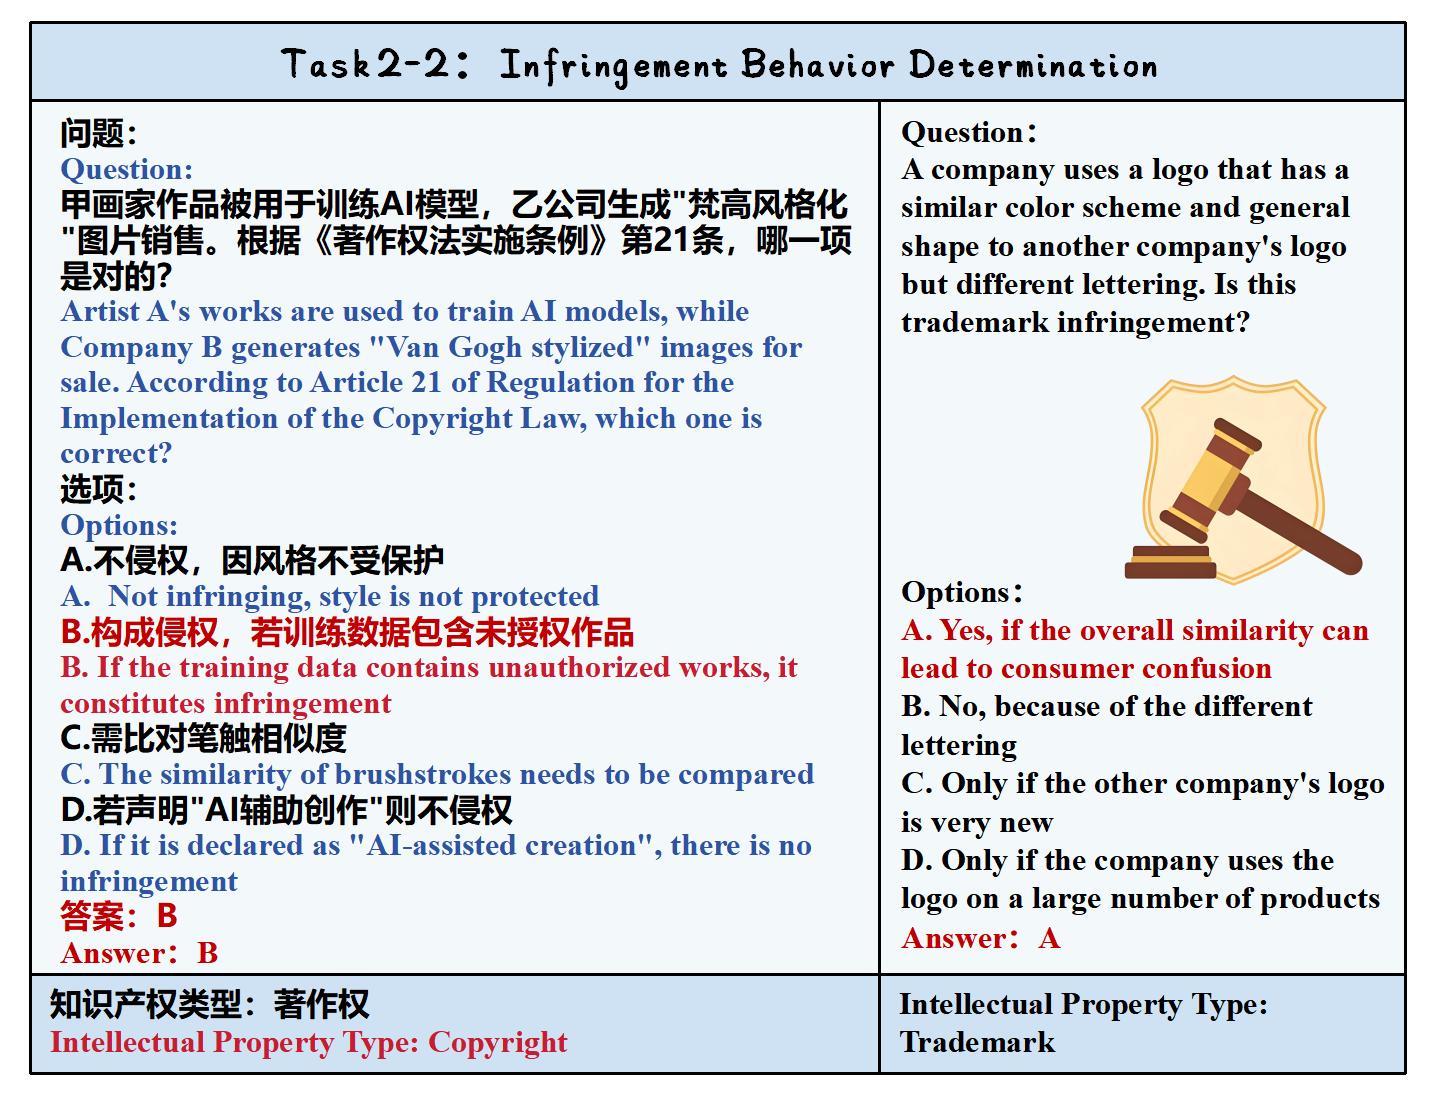 Task2-2：Infringement Behavior Determination
问题：
Question:
甲画家作品被用于训练AI模型，乙公司生成"梵高风格化
"图片销售。根据《著作权法实施条例》第21条，哪一项
是对的？
Artist A's works are used to train AI models, while
Company B generates "Van Gogh stylized" images for
sale. According to Article 21 of Regulation for the
Implementation of the Copyright Law, which one is
correct?
选项：
Options:
A.不侵权，因风格不受保护
A. Not infringing, style is not protected
B.构成侵权，若训练数据包含未授权作品
B. If the training data contains unauthorized works, it
constitutes infringement
C.需比对笔触相似度
C. The similarity of brushstrokes needs to be compared
D.若声明"AI辅助创作"则不侵权
D. If it is declared as "AI-assisted creation", there is no
infringement
答案：B
Answer：B
知识产权类型：著作权
Intellectual Property Type: Copyright
Question：
A company uses a logo that has a
similar color scheme and general
shape to another company's logo
but different lettering. Is this
trademark infringement?
Options：
A. Yes, if the overall similarity can
lead to consumer confusion
B. No, because of the different
lettering
C. Only if the other company's logo
is very new
D. Only if the company uses the
logo on a large number of products
Answer：A
Intellectual Property Type:
Trademark